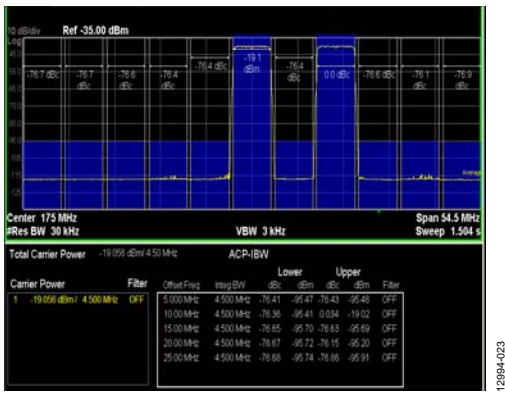 10 dB/div Ref -35.00 dBm
Log
-19.1
dBm
-76.4 dBc
-76.4
dBc
0.0 dBc
-76.7 dBc
-76.7
dBc
-76.6
dBc
-76.4
dBc
-76.6 dBc
-76.1
dBc
-76.9
dBc
Average
Center 175 MHz Span 54.5 MHz
#Res BW 30 kHz VBW 3 kHz Sweep 1.504 s
Total Carrier Power -19.056 dBm/ 4.50 MHz ACP-IBW
Lower Upper
Carrier Power Filter Offset Freq Integ BW dBc dBm dBc dBm Filter
1 -19.056 dBm / 4.500 MHz OFF 5.000 MHz 4.500 MHz -76.41 -95.47 -76.43 -95.48 OFF
10.00 MHz 4.500 MHz -76.36 -95.41 0.034 -19.02 OFF
15.00 MHz 4.500 MHz -76.65 -95.70 -76.63 -95.69 OFF
20.00 MHz 4.500 MHz -76.67 -95.72 -76.15 -95.20 OFF
25.00 MHz 4.500 MHz -76.68 -95.74 -76.86 -95.91 OFF
12994-023